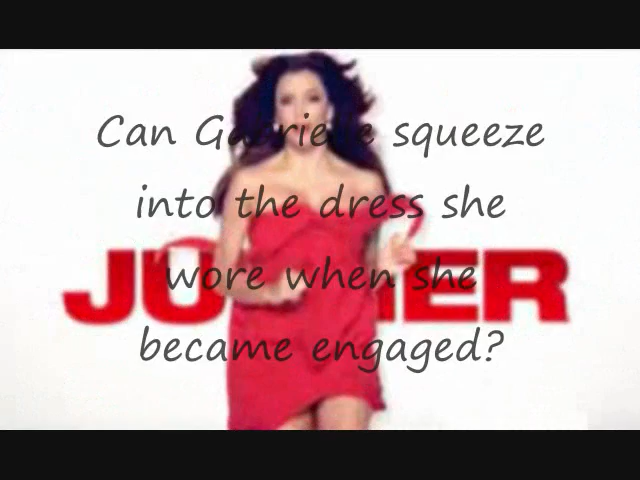 Can Gabrielle squeeze
into the dress she
wore when she
became engaged?